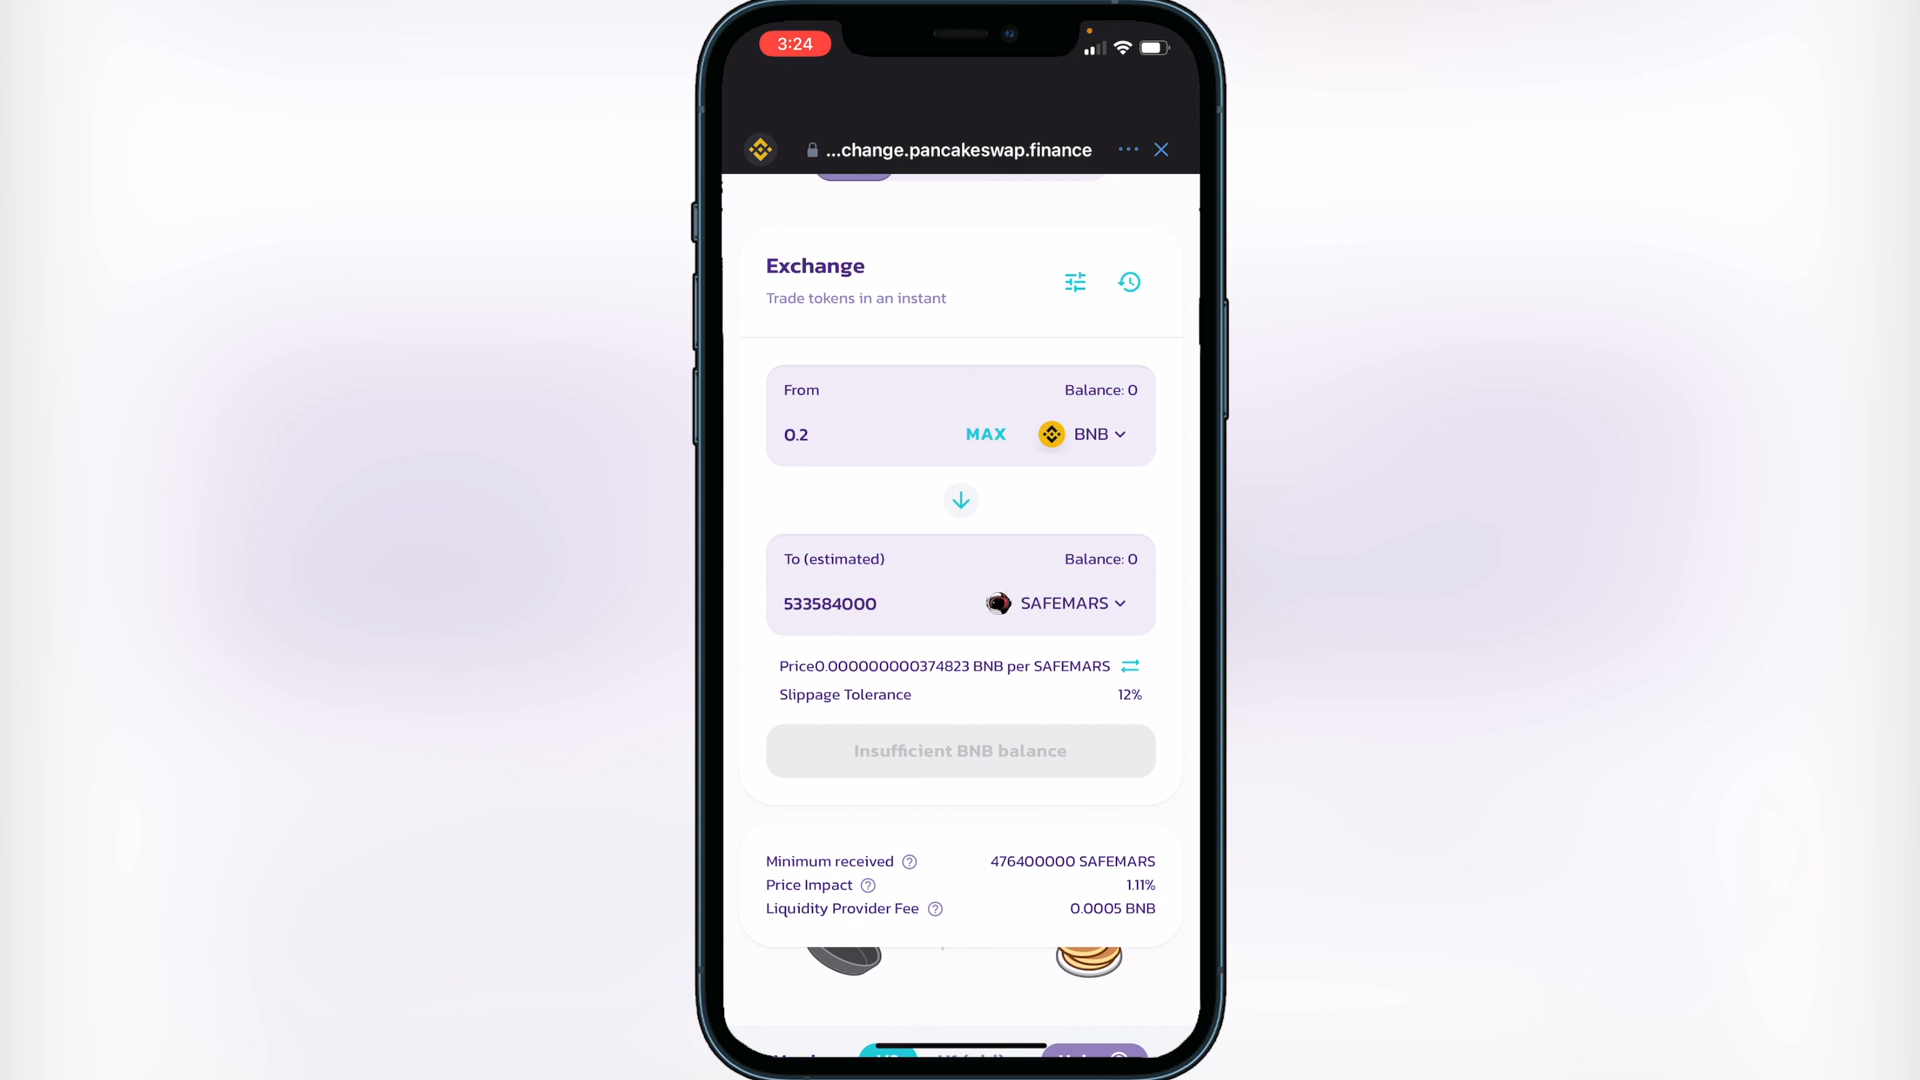 3:24
...change.pancakeswap.finance
Exchange
Trade tokens in an instant
From
Balance: 0
0.2
MAX
BNB
To (estimated)
Balance: 0
533584000
SAFEMARS
Price0.000000000374823 BNB per SAFEMARS
Slippage Tolerance
12%
Insufficient BNB balance
Minimum received
476400000 SAFEMARS
Price Impact
1.11%
Liquidity Provider Fee
0.0005 BNB